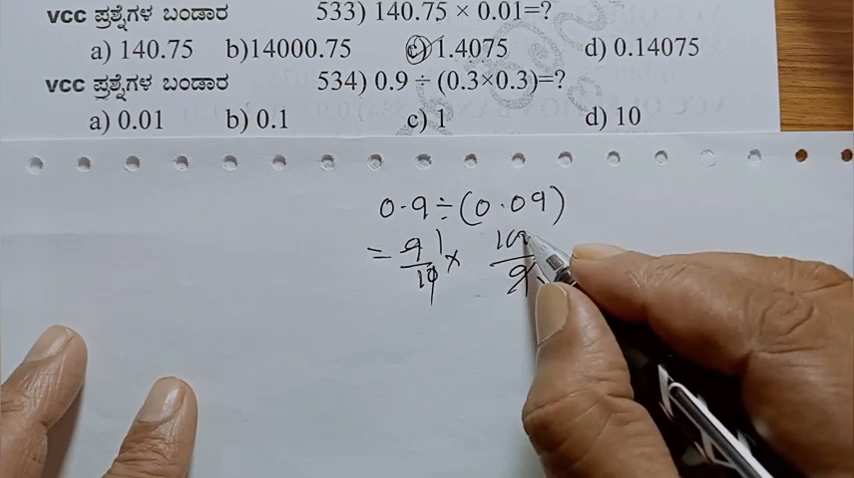 vcc ಪ್ರಶ್ನೆಗಳ ಬಂಡಾರ 533) 140.75 × 0.01=?
a) 140.75 b)14000.75 c) 1.4075 d) 0.14075
vcc ಪ್ರಶ್ನೆಗಳ ಬಂಡಾರ 534) 0.9 ÷ (0.3×0.3)=?
a) 0.01 b) 0.1 c) 1 d) 10
0.9 ÷ (0.09)
= 9/10 ×